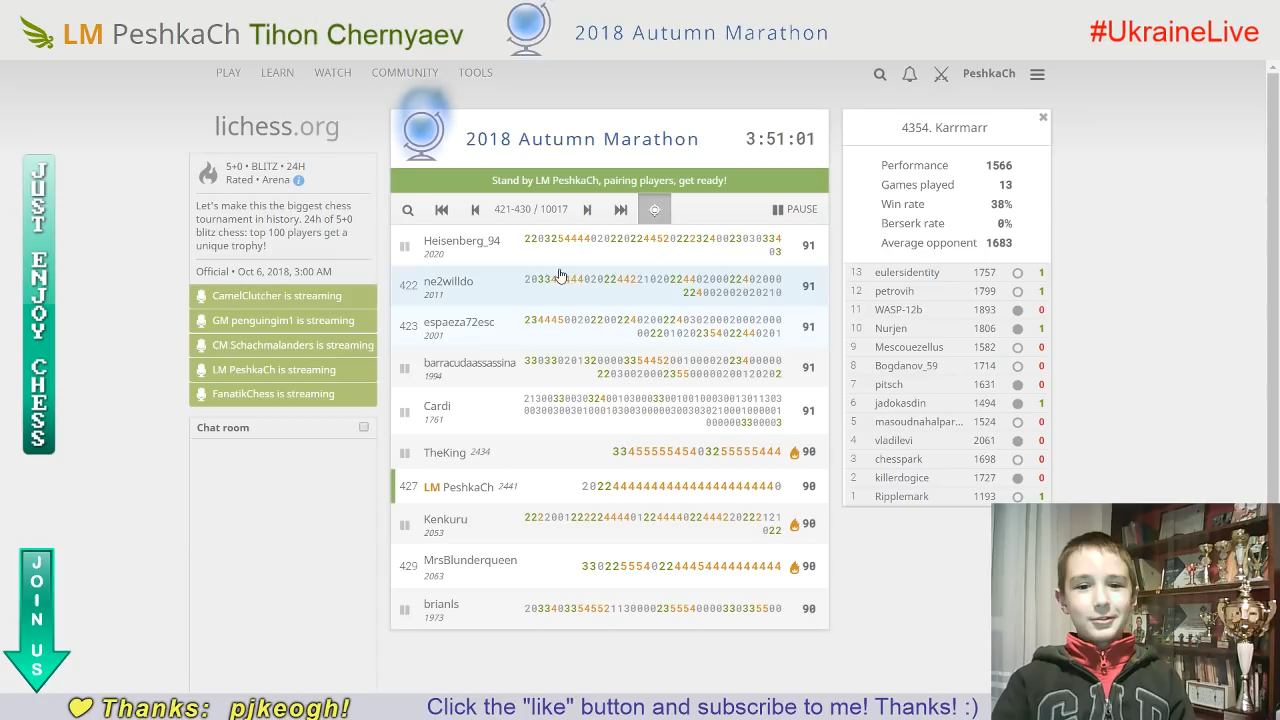 LM PeshkaCh Tihon Chernyaev
2018 Autumn Marathon
#UkraineLive
PLAY LEARN WATCH COMMUNITY TOOLS
PeshkaCh
lichess.org
5+0 • BLITZ • 24H
Rated • Arena
Let's make this the biggest chess
tournament in history. 24h of 5+0
blitz chess: top 100 players get a
unique trophy!
Official • Oct 6, 2018, 3:00 AM
CamelClutcher is streaming
GM penguingim1 is streaming
CM Schachmalanders is streaming
LM PeshkaCh is streaming
FanatikChess is streaming
Chat room
JUST ENJOY CHESS
JOIN US
2018 Autumn Marathon 3:51:01
Stand by LM PeshkaCh, pairing players, get ready!
421-430 / 10017 PAUSE
Heisenberg_94 2020 91
422 ne2willdo 2011 91
423 espaeza72esc 2001 91
barracudaassassina 1994 91
Cardi 1761 91
TheKing 2434 334555555454032555555444 90
427 LM PeshkaCh 2441 90
Kenkuru 2053 90
429 MrsBlunderqueen 2063 90
brianls 1973 90
4354. Karrmarr
Performance 1566
Games played 13
Win rate 38%
Berserk rate 0%
Average opponent 1683
13 eulersidentity 1757 1
12 petrovih 1799 1
11 WASP-12b 1893 0
10 Nurjen 1806 1
9 Mescouezellus 1582 0
8 Bogdanov_59 1714 0
7 pitsch 1631 0
6 jadokasdin 1494 1
5 masoudnahalpar... 1524 0
4 vladilevi 2061 0
3 chesspark 1698 0
2 killerdogice 1727 0
1 Ripplemark 1193 1
Thanks: pjkeogh!
Click the "like" button and subscribe to me! Thanks! :)